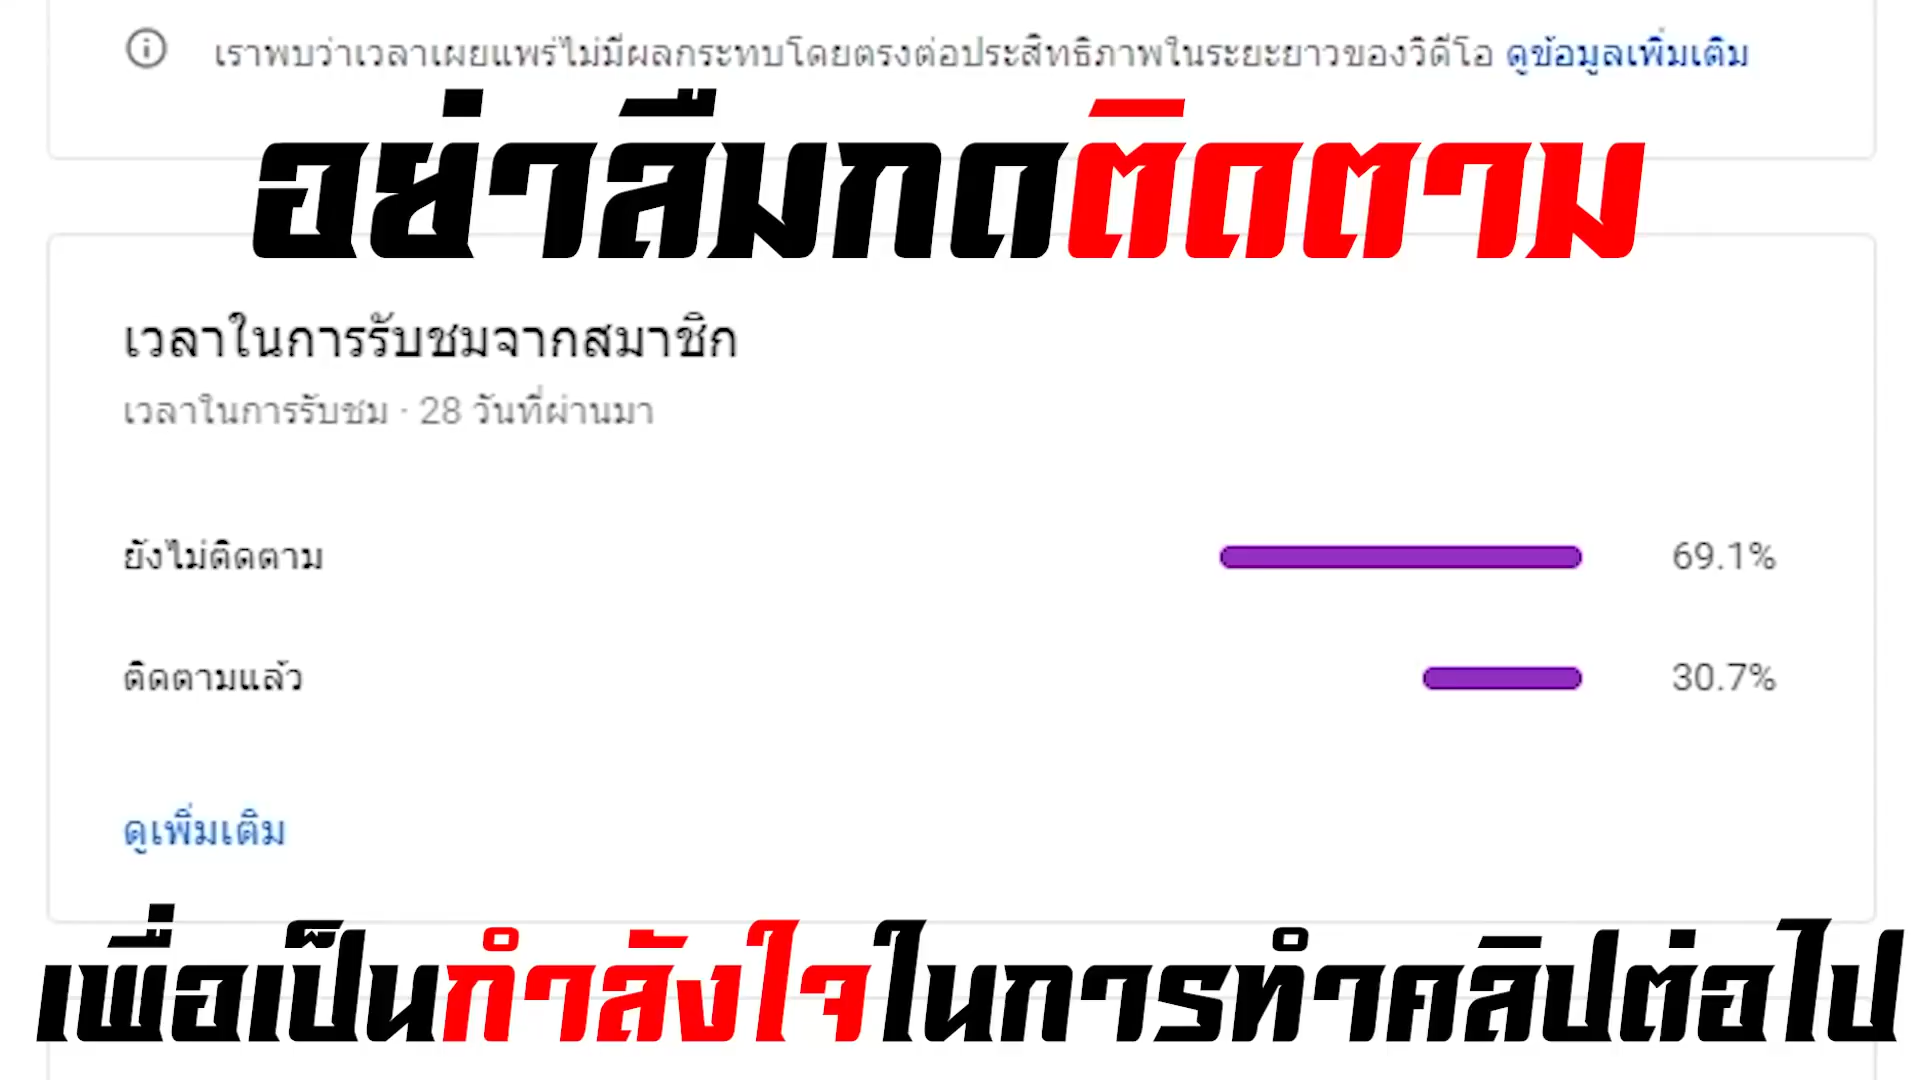 เราพบว่าเวลาเผยแพร่ไม่มีผลกระทบโดยตรงต่อประสิทธิภาพในระยะยาวของวิดีโอ ดูข้อมูลเพิ่มเติม
อย่าลืมกดติดตาม
เวลาในการรับชมจากสมาชิก
เวลาในการรับชม · 28 วันที่ผ่านมา
ยังไม่ติดตาม 69.1%
ติดตามแล้ว 30.7%
ดูเพิ่มเติม
เพื่อเป็นกำลังใจในการทำคลิปต่อไป